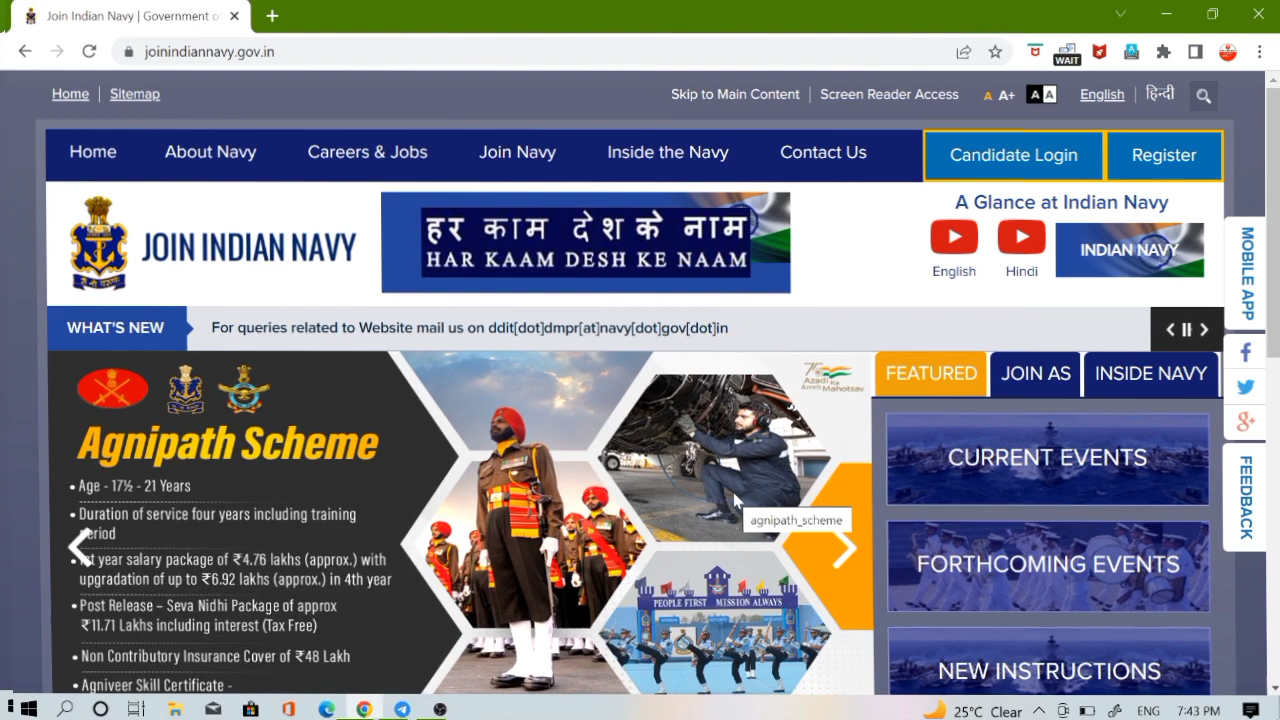 Join Indian Navy | Government o
joinindiannavy.gov.in
WAIT
Home
Sitemap
Skip to Main Content
Screen Reader Access
A A+
A A
English
हिन्दी
Home
About Navy
Careers & Jobs
Join Navy
Inside the Navy
Contact Us
Candidate Login
Register
JOIN INDIAN NAVY
हर काम देश के नाम
HAR KAAM DESH KE NAAM
A Glance at Indian Navy
English
Hindi
INDIAN NAVY
MOBILE APP
WHAT'S NEW
For queries related to Website mail us on ddit[dot]dmpr[at]navy[dot]gov[dot]in
FEATURED
JOIN AS
INSIDE NAVY
Azadi Ka
Amrit Mahotsav
Agnipath Scheme
• Age - 17½ - 21 Years
• Duration of service four years including training
period
year salary package of ₹4.76 lakhs (approx.) with
upgradation of up to ₹6.92 lakhs (approx.) in 4th year
• Post Release – Seva Nidhi Package of approx
₹11.71 Lakhs including interest (Tax Free)
• Non Contributory Insurance Cover of ₹48 Lakh
• Agniveer Skill Certificate -
agnipath_scheme
PEOPLE FIRST MISSION ALWAYS
CURRENT EVENTS
FORTHCOMING EVENTS
NEW INSTRUCTIONS
FEEDBACK
25°C Clear
ENG
7:43 PM